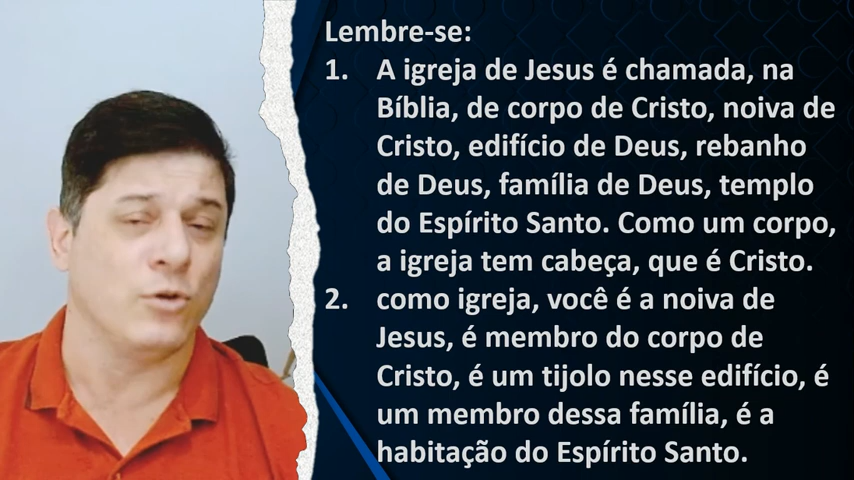 Lembre-se:
1. A igreja de Jesus é chamada, na
Bíblia, de corpo de Cristo, noiva de
Cristo, edifício de Deus, rebanho
de Deus, família de Deus, templo
do Espírito Santo. Como um corpo,
a igreja tem cabeça, que é Cristo.
2. como igreja, você é a noiva de
Jesus, é membro do corpo de
Cristo, é um tijolo nesse edifício, é
um membro dessa família, é a
habitação do Espírito Santo.